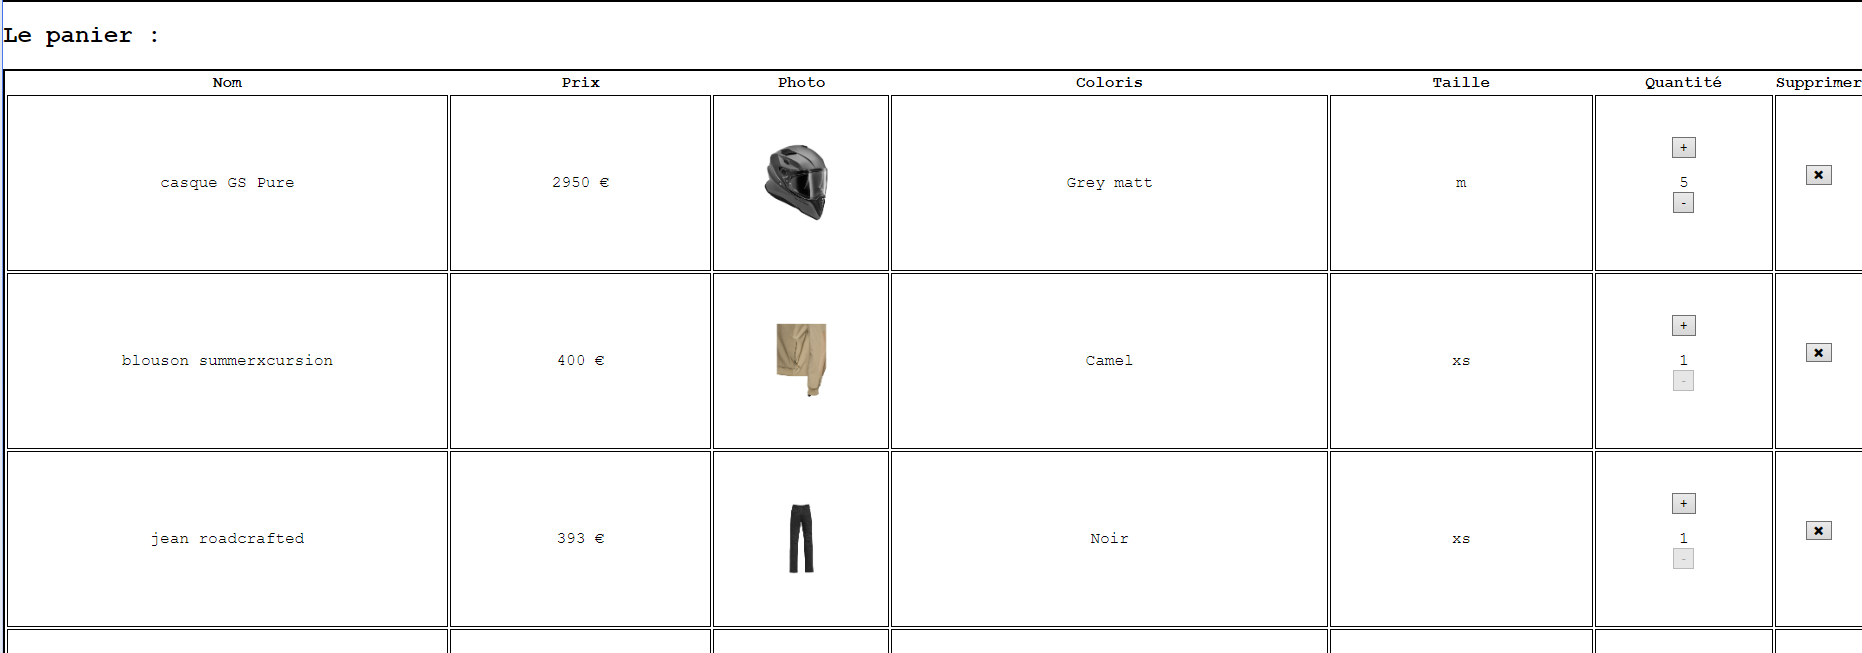 Le panier :
Nom Prix Photo Coloris Taille Quantité Supprimer
+
casque GS Pure 2950 € Grey matt m 5 ✖
-
+
blouson summerxcursion 400 € Camel xs 1 ✖
-
+
jean roadcrafted 393 € Noir xs 1 ✖
-